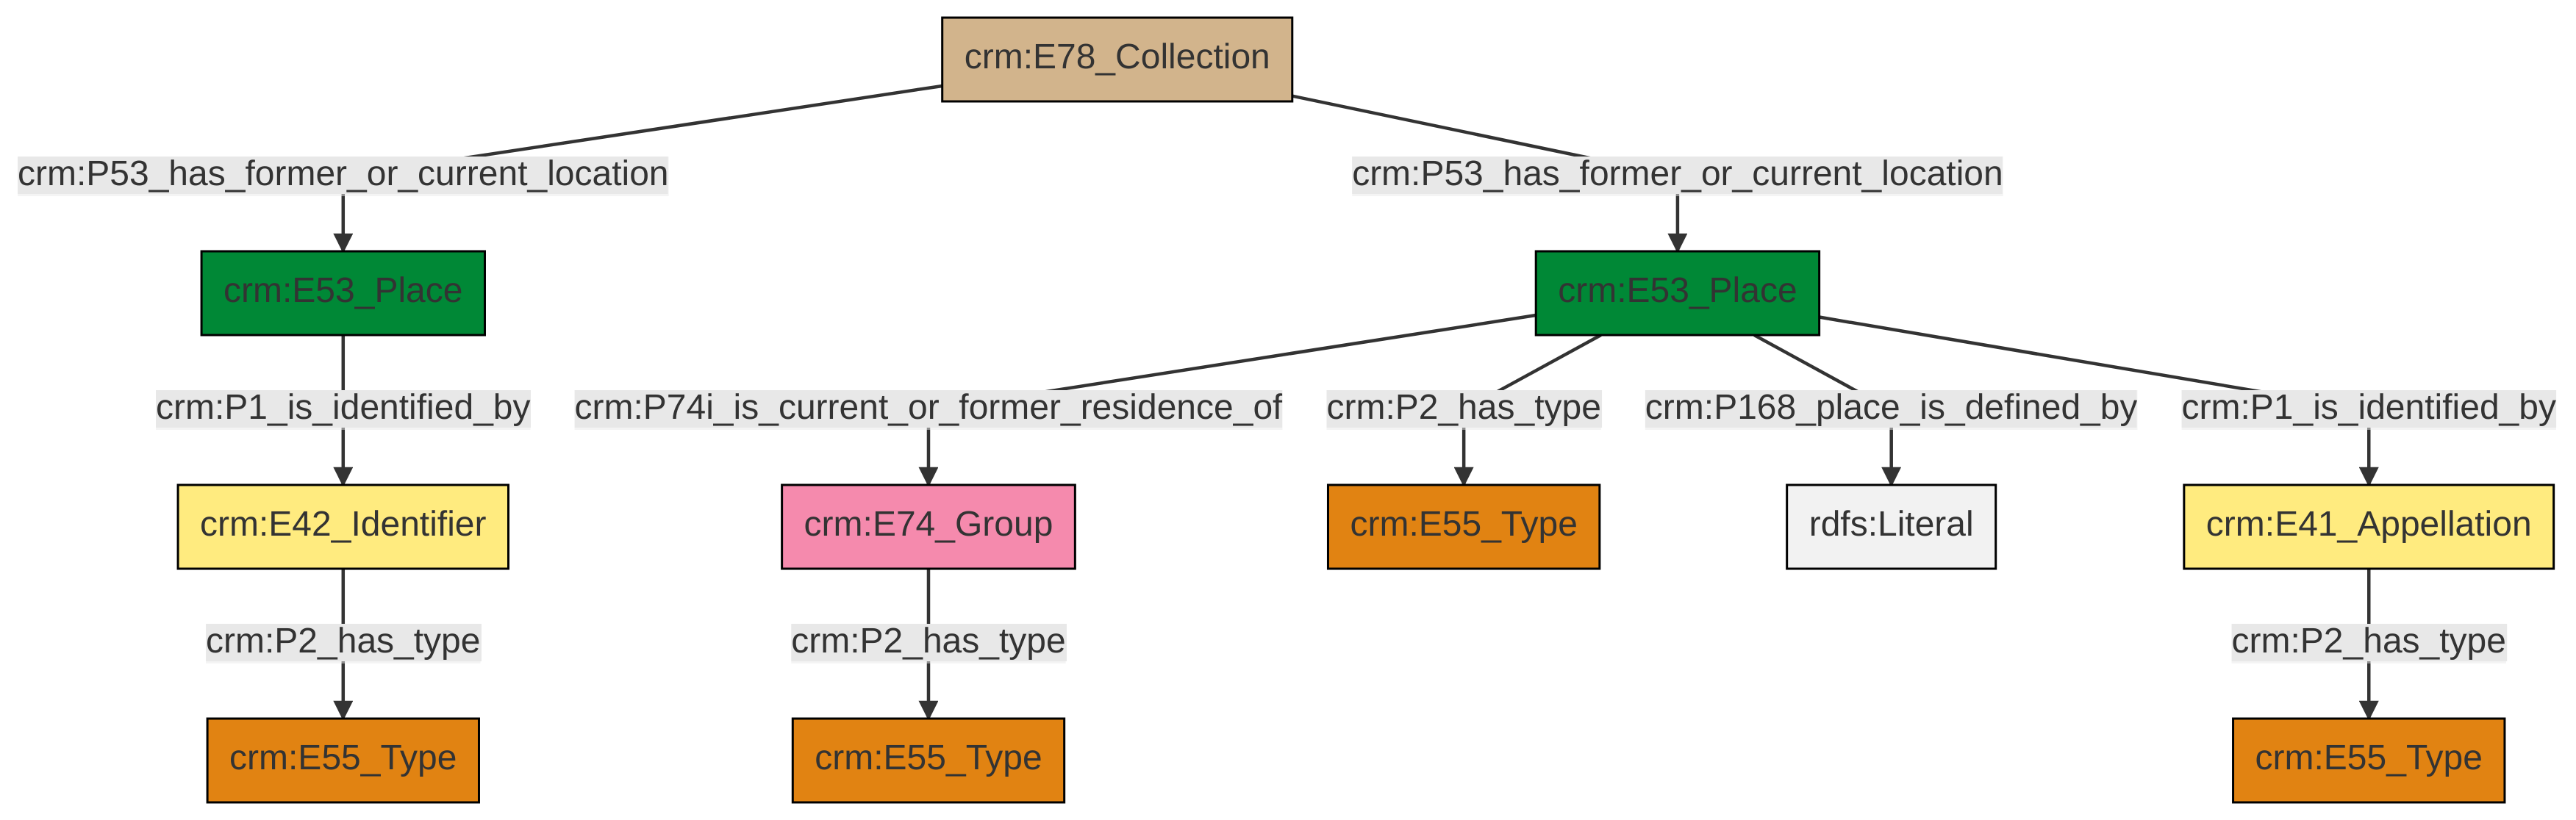 crm:E78_Collection
crm:P53_has_former_or_current_location
crm:P53_has_former_or_current_location
crm:E53_Place
crm:E53_Place
crm:P1_is_identified_by
crm:P74i_is_current_or_former_residence_of
crm:P2_has_type
crm:P168_place_is_defined_by
crm:P1_is_identified_by
crm:E42_Identifier
crm:E74_Group
crm:E55_Type
rdfs:Literal
crm:E41_Appellation
crm:P2_has_type
crm:P2_has_type
crm:P2_has_type
crm:E55_Type
crm:E55_Type
crm:E55_Type